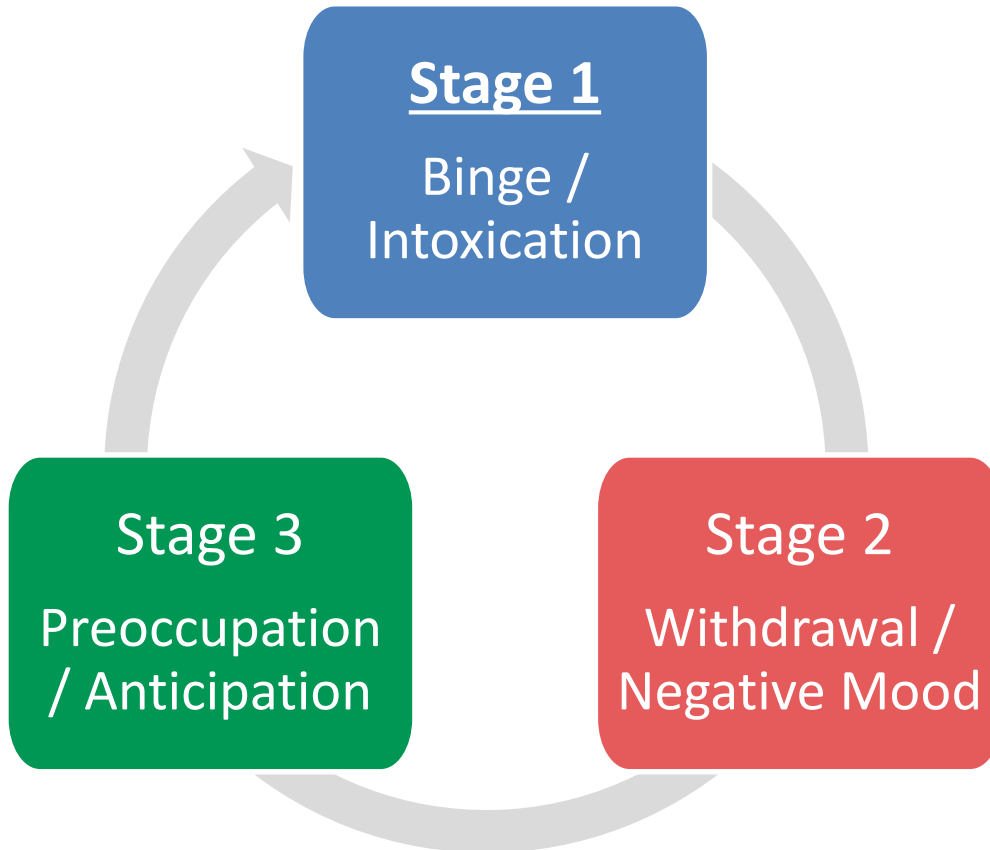 Stage 1
Binge /
Intoxication
Stage 2
Withdrawal /
Negative Mood
Stage 3
Preoccupation
/ Anticipation